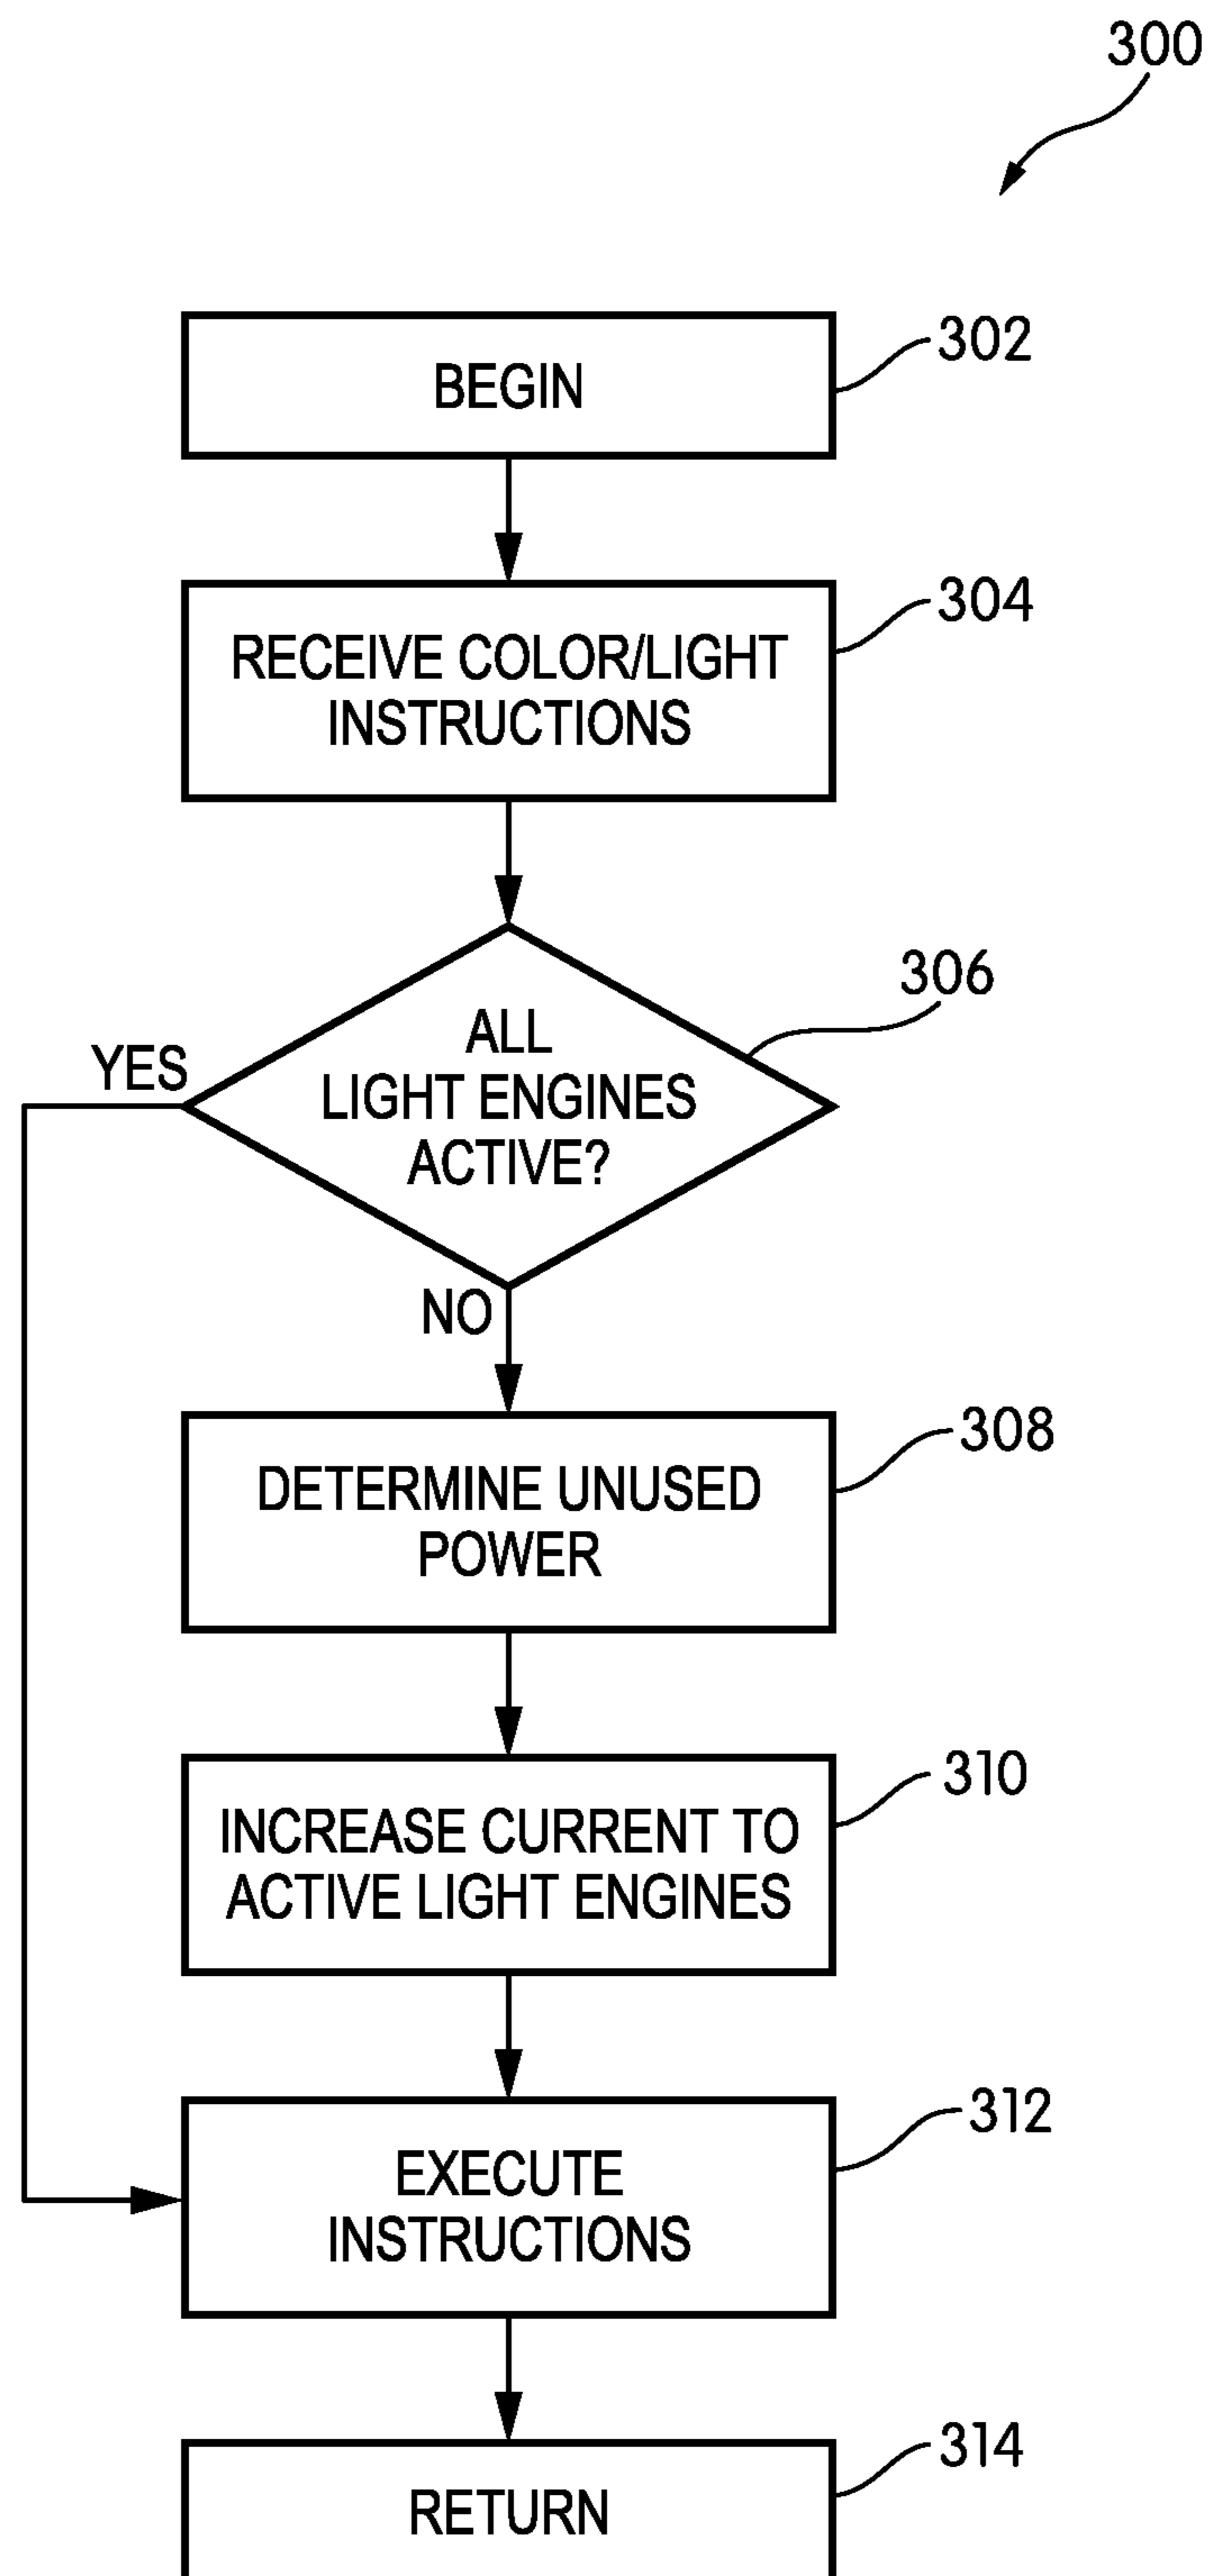 300
BEGIN
302
RECEIVE COLOR/LIGHT
INSTRUCTIONS
304
ALL
LIGHT ENGINES
ACTIVE?
306
YES
NO
DETERMINE UNUSED
POWER
308
INCREASE CURRENT TO
ACTIVE LIGHT ENGINES
310
EXECUTE
INSTRUCTIONS
312
RETURN
314